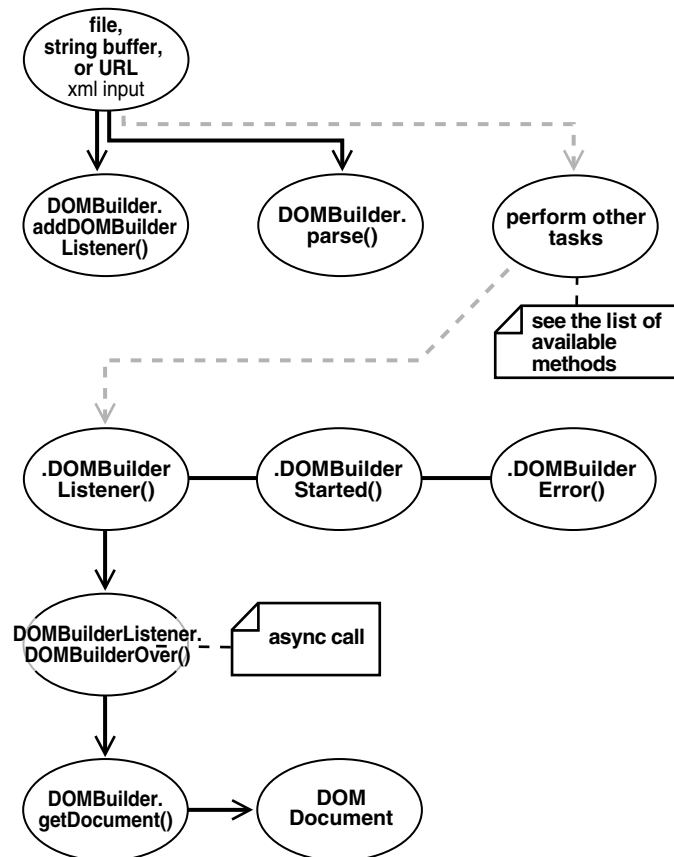 file,
string buffer,
or URL
xml input
DOMBuilder.
addDOMBuilder
Listener()
DOMBuilder.
parse()
perform other
tasks
see the list of
available
methods
.DOMBuilder
Listener()
.DOMBuilder
Started()
.DOMBuilder
Error()
DOMBuilderListener.
DOMBuilderOver()
async call
DOMBuilder.
getDocument()
DOM
Document